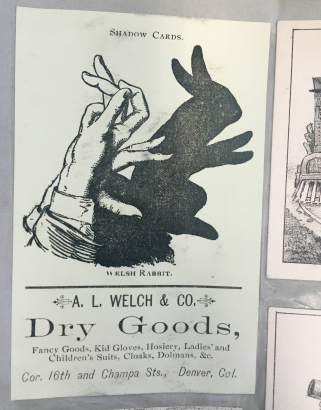 SHADOW CARDS.
WELSH RABBIT.
A. L. WELCH & CO.
Dry Goods,
Fancy Goods, Kid Gloves, Hosiery, Ladies' and
Children's Suits, Cloaks, Dolmans, &c.
Cor. 16th and Champa Sts., Denver, Col.